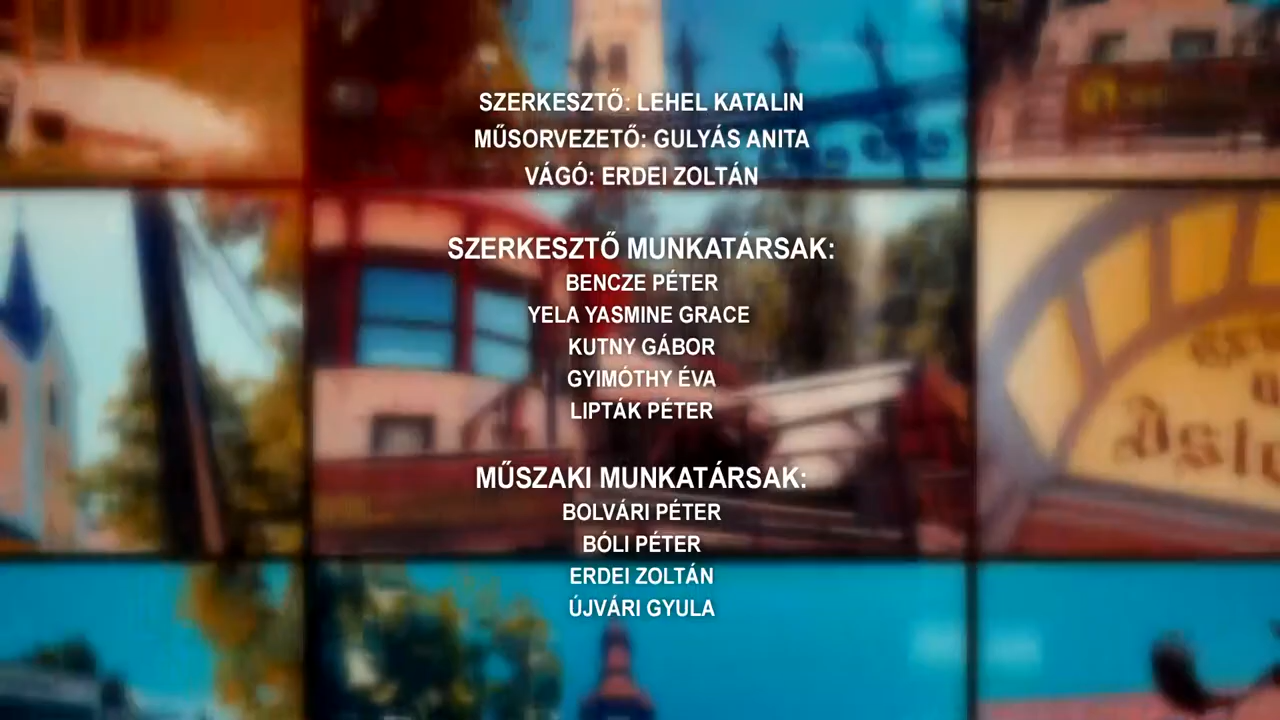 SZERKESZTŐ: LEHEL KATALIN
MŰSORVEZETŐ: GULYÁS ANITA
VÁGÓ: ERDEI ZOLTÁN
SZERKESZTŐ MUNKATÁRSAK:
BENCZE PÉTER
YELA YASMINE GRACE
KUTNY GÁBOR
GYIMÓTHY ÉVA
LIPTÁK PÉTER
MŰSZAKI MUNKATÁRSAK:
BOLVÁRI PÉTER
BÓLI PÉTER
ERDEI ZOLTÁN
ÚJVÁRI GYULA